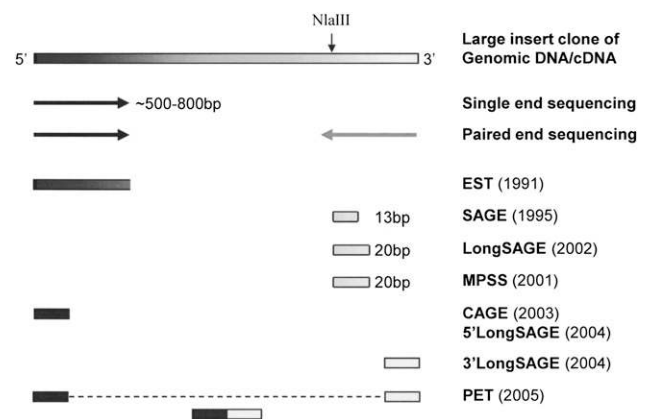 NlaIII
5' 3' Large insert clone of
Genomic DNA/cDNA
~500-800bp Single end sequencing
Paired end sequencing
EST (1991)
13bp SAGE (1995)
20bp LongSAGE (2002)
20bp MPSS (2001)
CAGE (2003)
5'LongSAGE (2004)
3'LongSAGE (2004)
PET (2005)